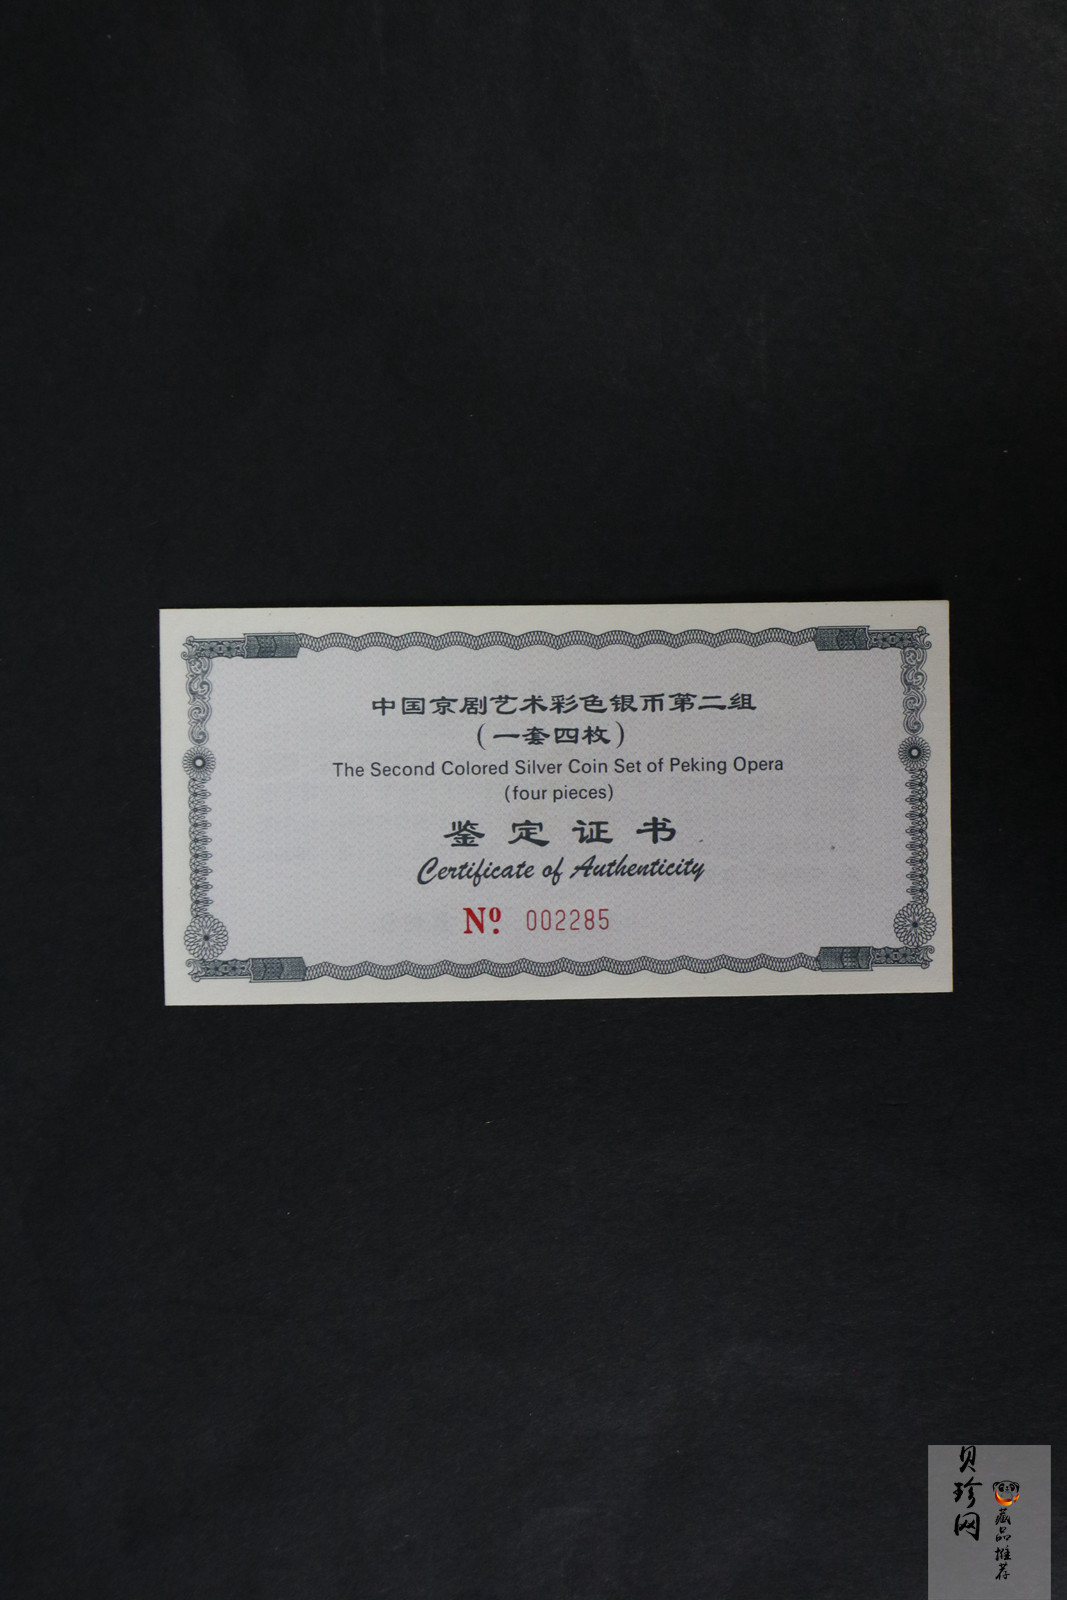 中国京剧艺术彩色银币第二组
(一套四枚)
The Second Colored Silver Coin Set of Peking Opera
(four pieces)
鉴定证书
Certificate of Authenticity
Nº. 002285
贝珍网
藏品推荐